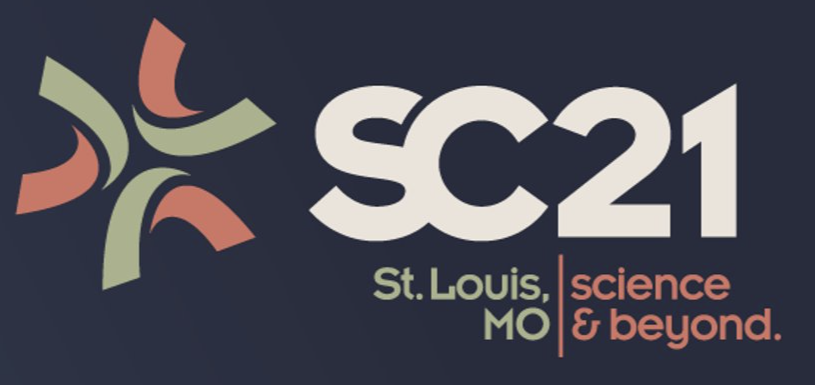 SC21
St. Louis,
MO
science
& beyond.